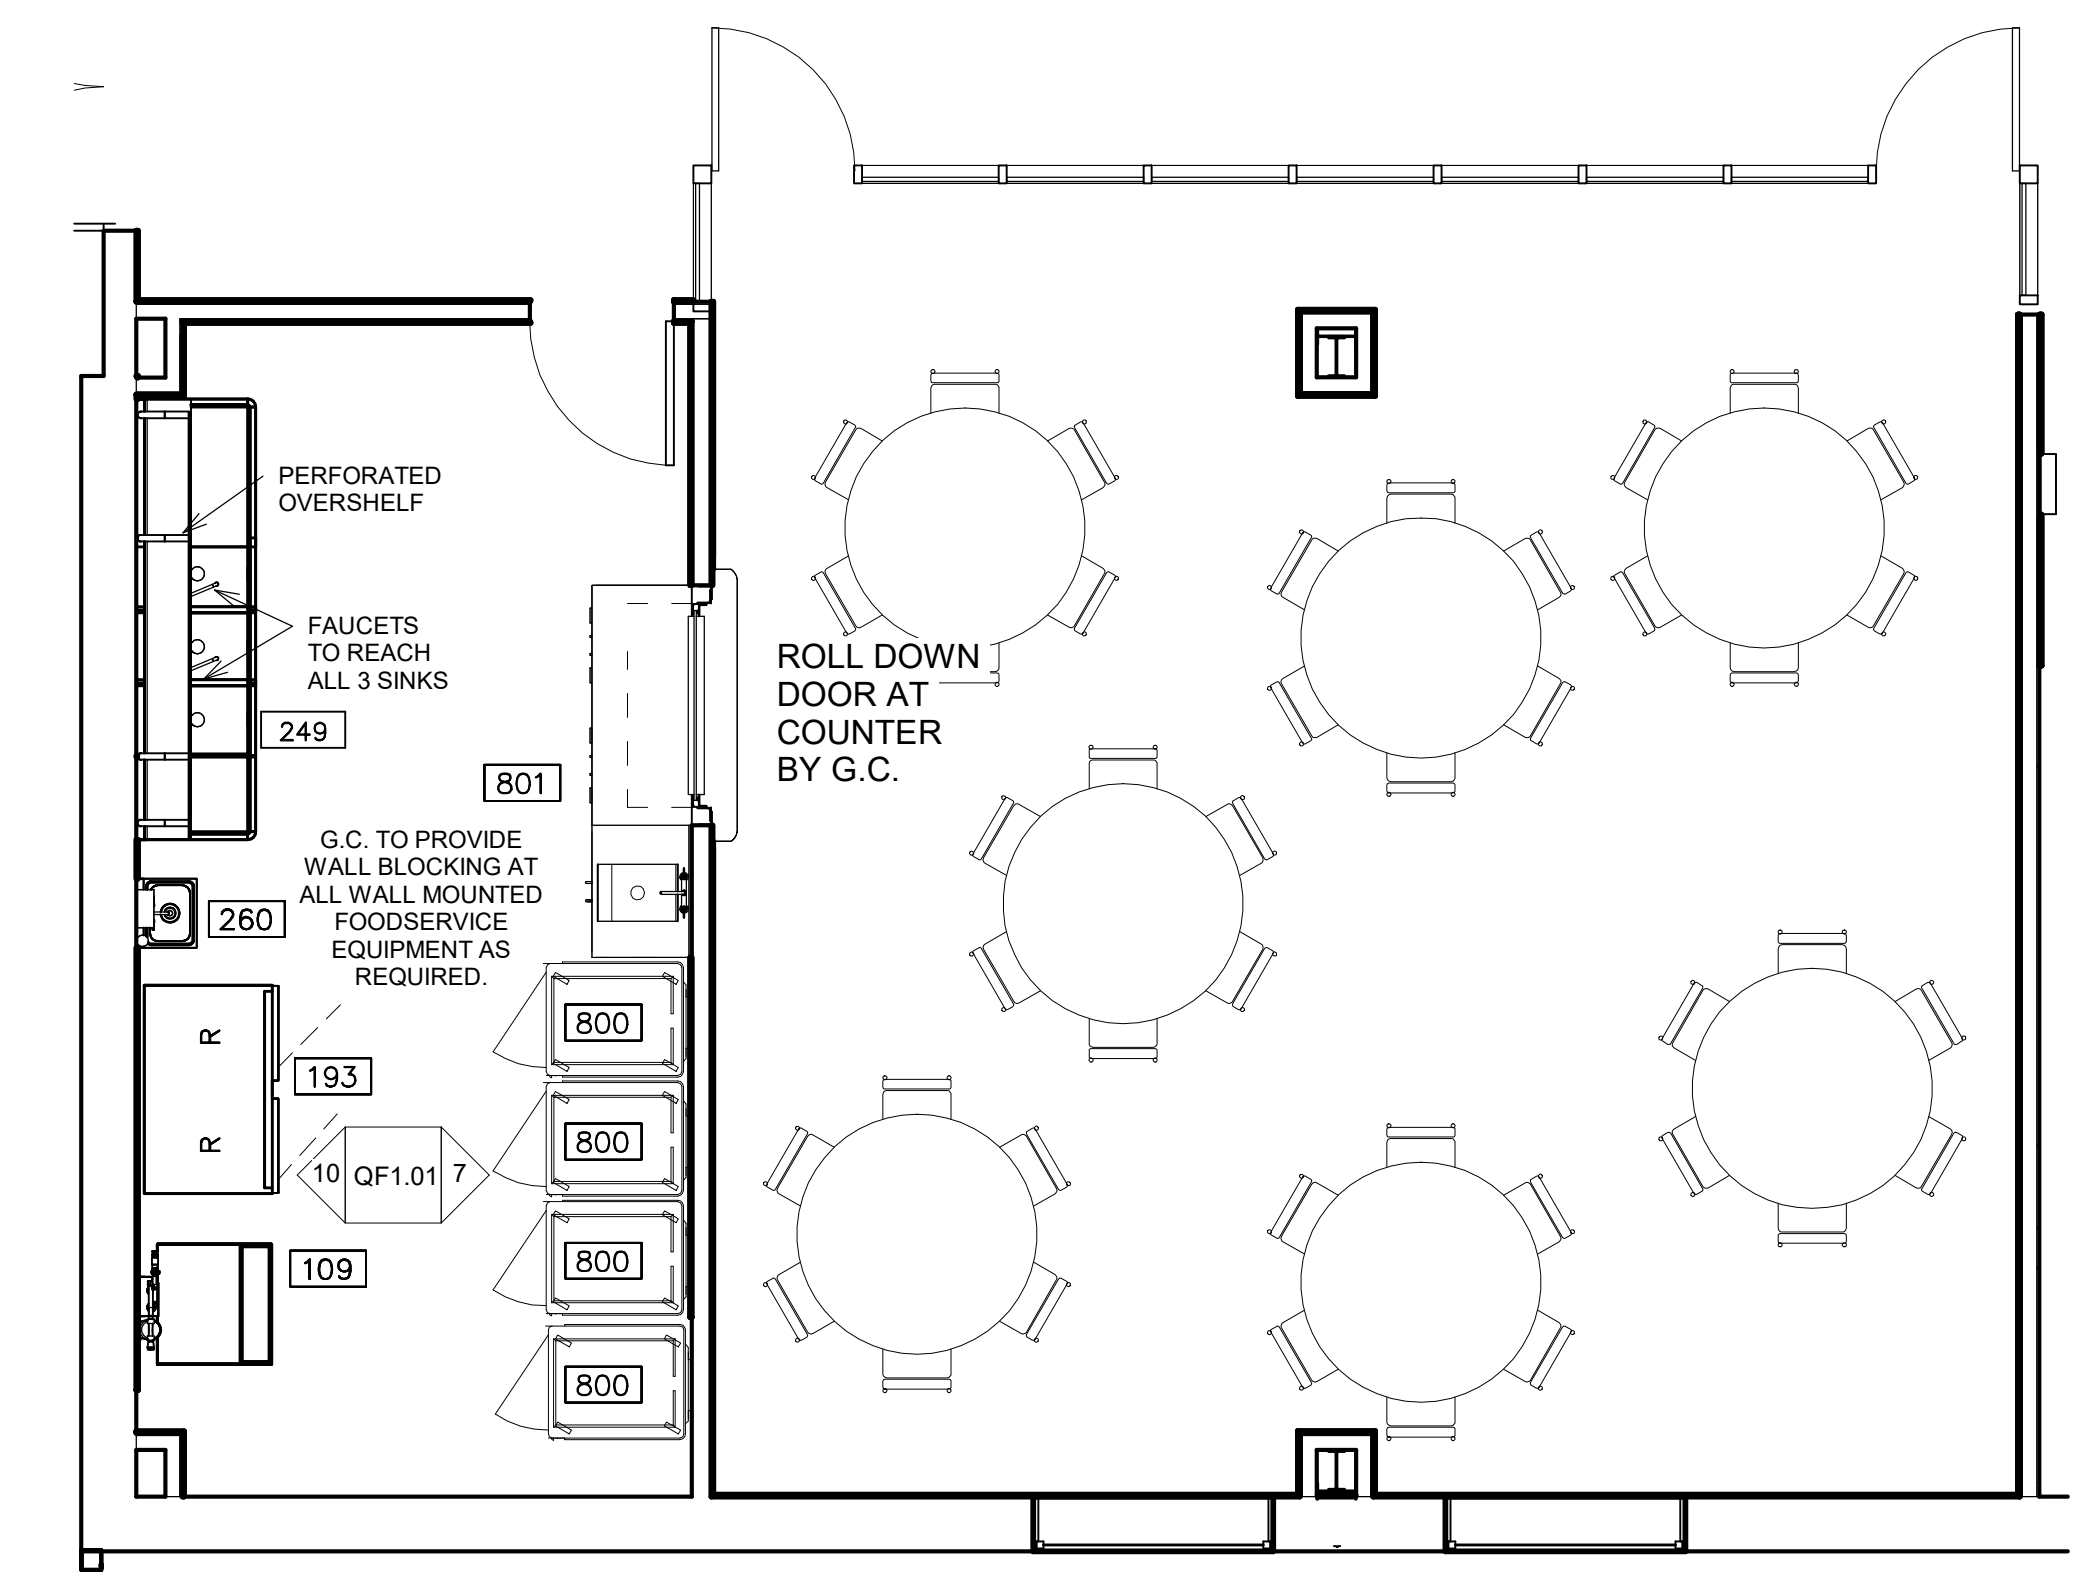 PERFORATED
OVERSHELF
FAUCETS
TO REACH
ALL 3 SINKS
249
801
ROLL DOWN
DOOR AT
COUNTER
BY G.C.
G.C. TO PROVIDE
WALL BLOCKING AT
ALL WALL MOUNTED
FOODSERVICE
EQUIPMENT AS
REQUIRED.
260
800
R
193
R
10 QF1.01 7
800
800
109
800